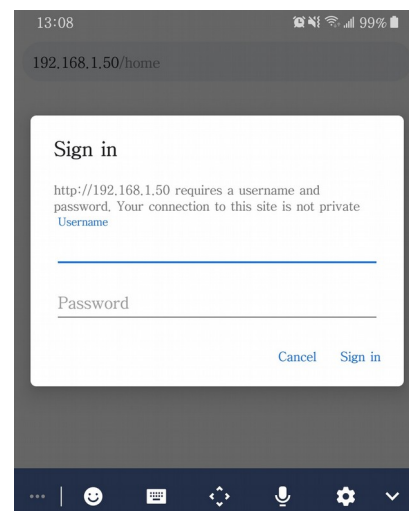 13:08
99%
192.168.1.50/home
Sign in
http://192.168.1.50 requires a username and
password. Your connection to this site is not private
Username
Password
Cancel Sign in